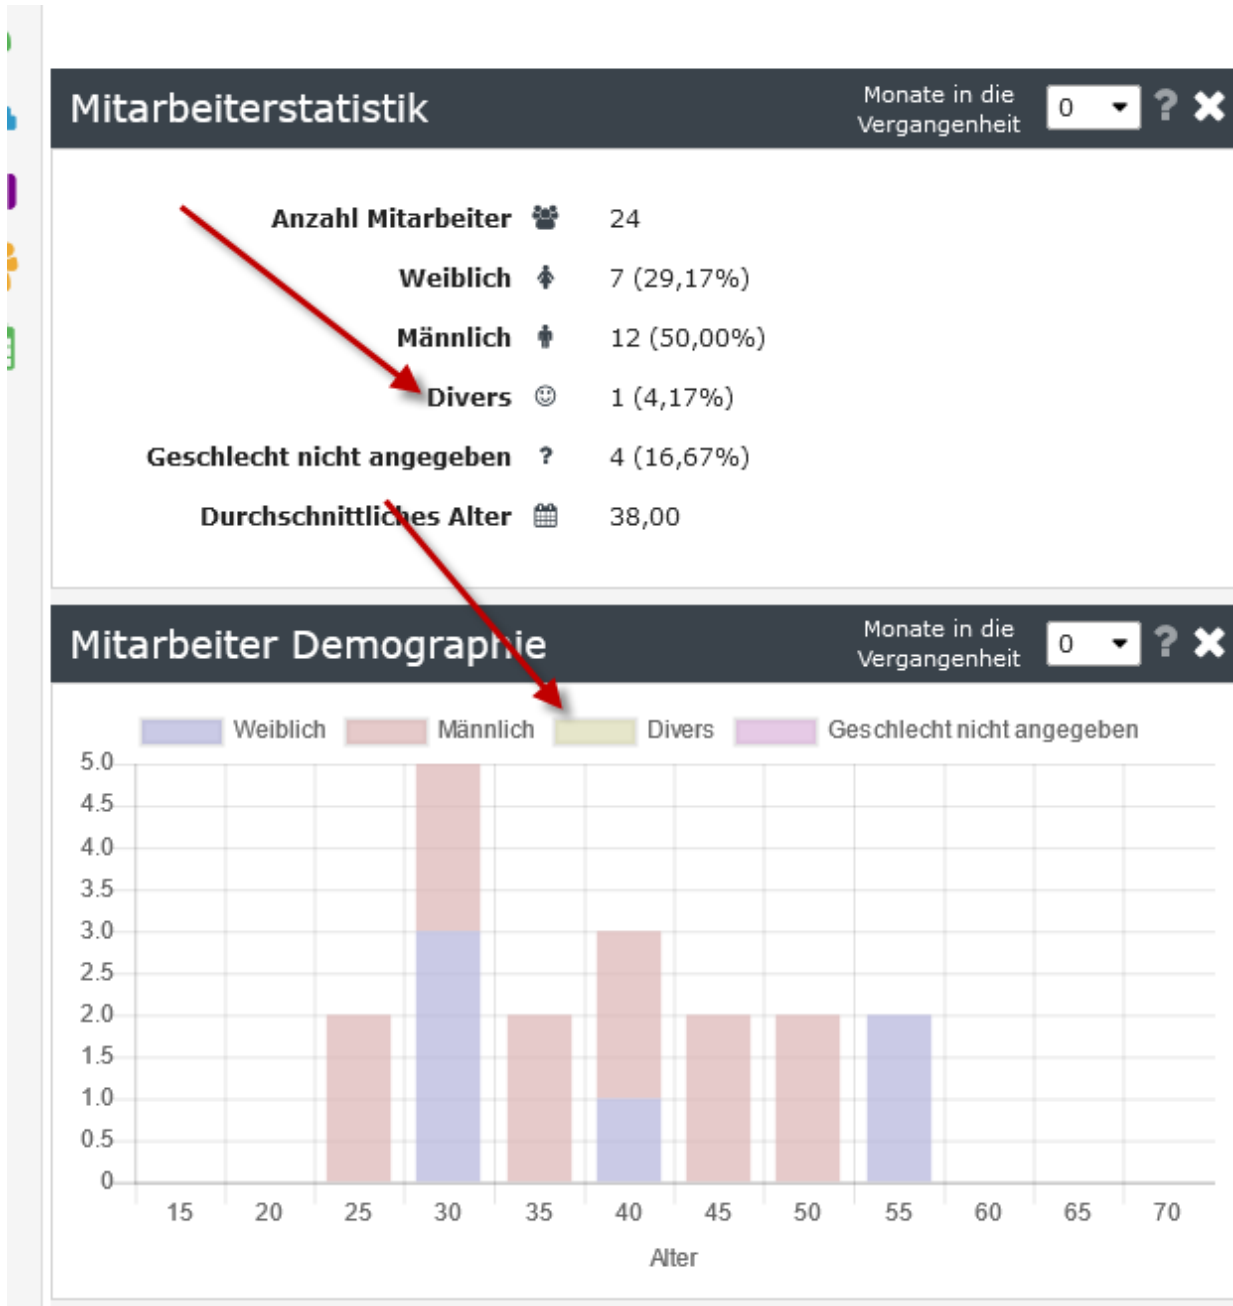 Mitarbeiterstatistik
Monate in die
Vergangenheit
0
?
Anzahl Mitarbeiter 24
Weiblich 7 (29,17%)
Männlich 12 (50,00%)
Divers 1 (4,17%)
Geschlecht nicht angegeben ? 4 (16,67%)
Durchschnittliches Alter 38,00
Mitarbeiter Demographie
Monate in die
Vergangenheit
0
?
Weiblich Männlich Divers Geschlecht nicht angegeben
5.0
4.5
4.0
3.5
3.0
2.5
2.0
1.5
1.0
0.5
0
15 20 25 30 35 40 45 50 55 60 65 70
Alter